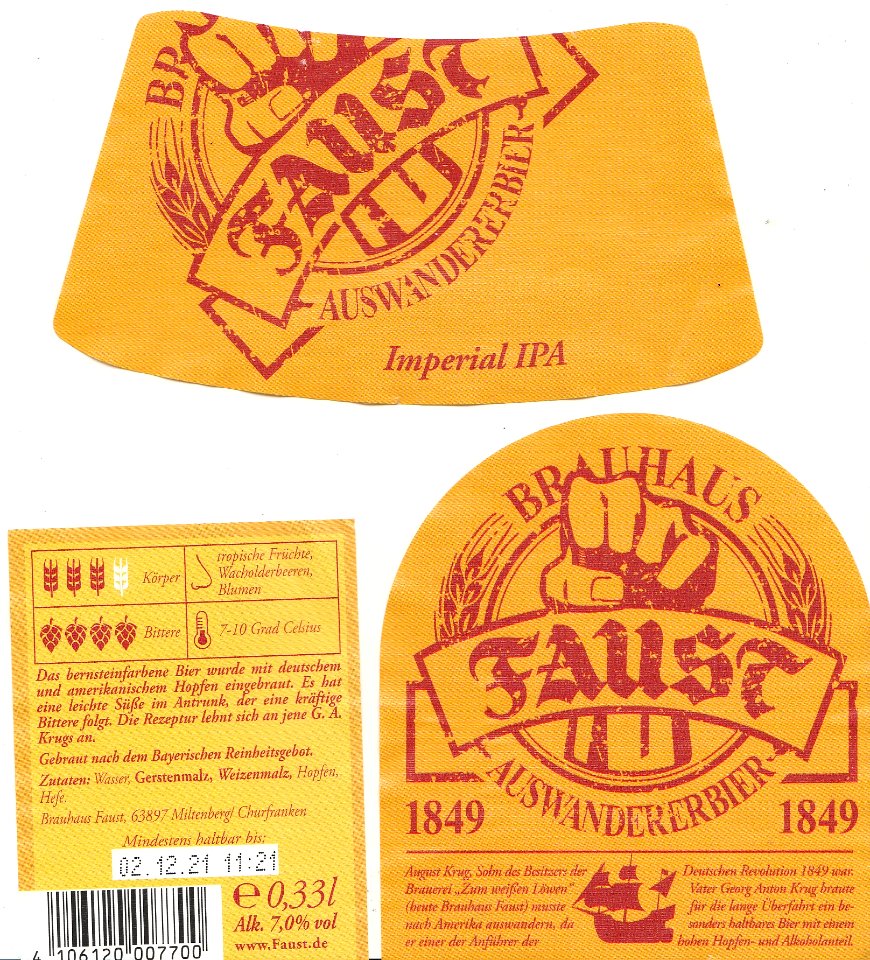 BR
FAUST
AUSWANDERERBIER
Imperial IPA
BRAUHAUS
FAUST
AUSWANDERERBIER
1849
1849
August Krug, Sohn des Besitzers der
Brauerei „Zum weißen Löwen“
(heute Brauhaus Faust) musste
nach Amerika auswandern, da
er einer der Anführer der
Deutschen Revolution 1849 war.
Vater Georg Anton Krug braute
für die lange Überfahrt ein be-
sonders haltbares Bier mit einem
hohen Hopfen- und Alkoholanteil.
Körper
tropische Früchte,
Wacholderbeeren,
Blumen
Bittere
7-10 Grad Celsius
Das bernsteinfarbene Bier wurde mit deutschem
und amerikanischem Hopfen eingebraut. Es hat
eine leichte Süße im Antrunk, der eine kräftige
Bittere folgt. Die Rezeptur lehnt sich an jene G. A.
Krugs an.
Gebraut nach dem Bayerischen Reinheitsgebot.
Zutaten: Wasser, Gerstenmalz, Weizenmalz, Hopfen,
Hefe.
Brauhaus Faust, 63897 Miltenberg/ Churfranken
Mindestens haltbar bis:
02.12.21 11:21
e 0,33l
Alk. 7,0% vol
www.Faust.de
4 106120 007700